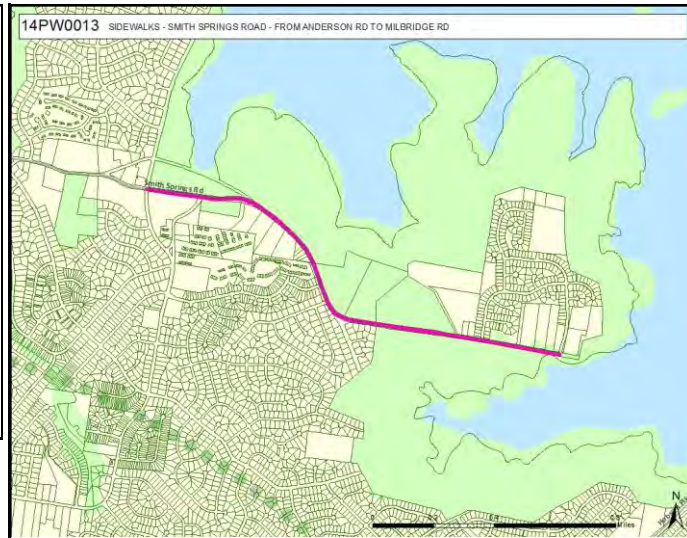 14PW0013 SIDEWALKS - SMITH SPRINGS ROAD - FROM ANDERSON RD TO MILBRIDGE RD
Smith Springs Rd
N
Miles